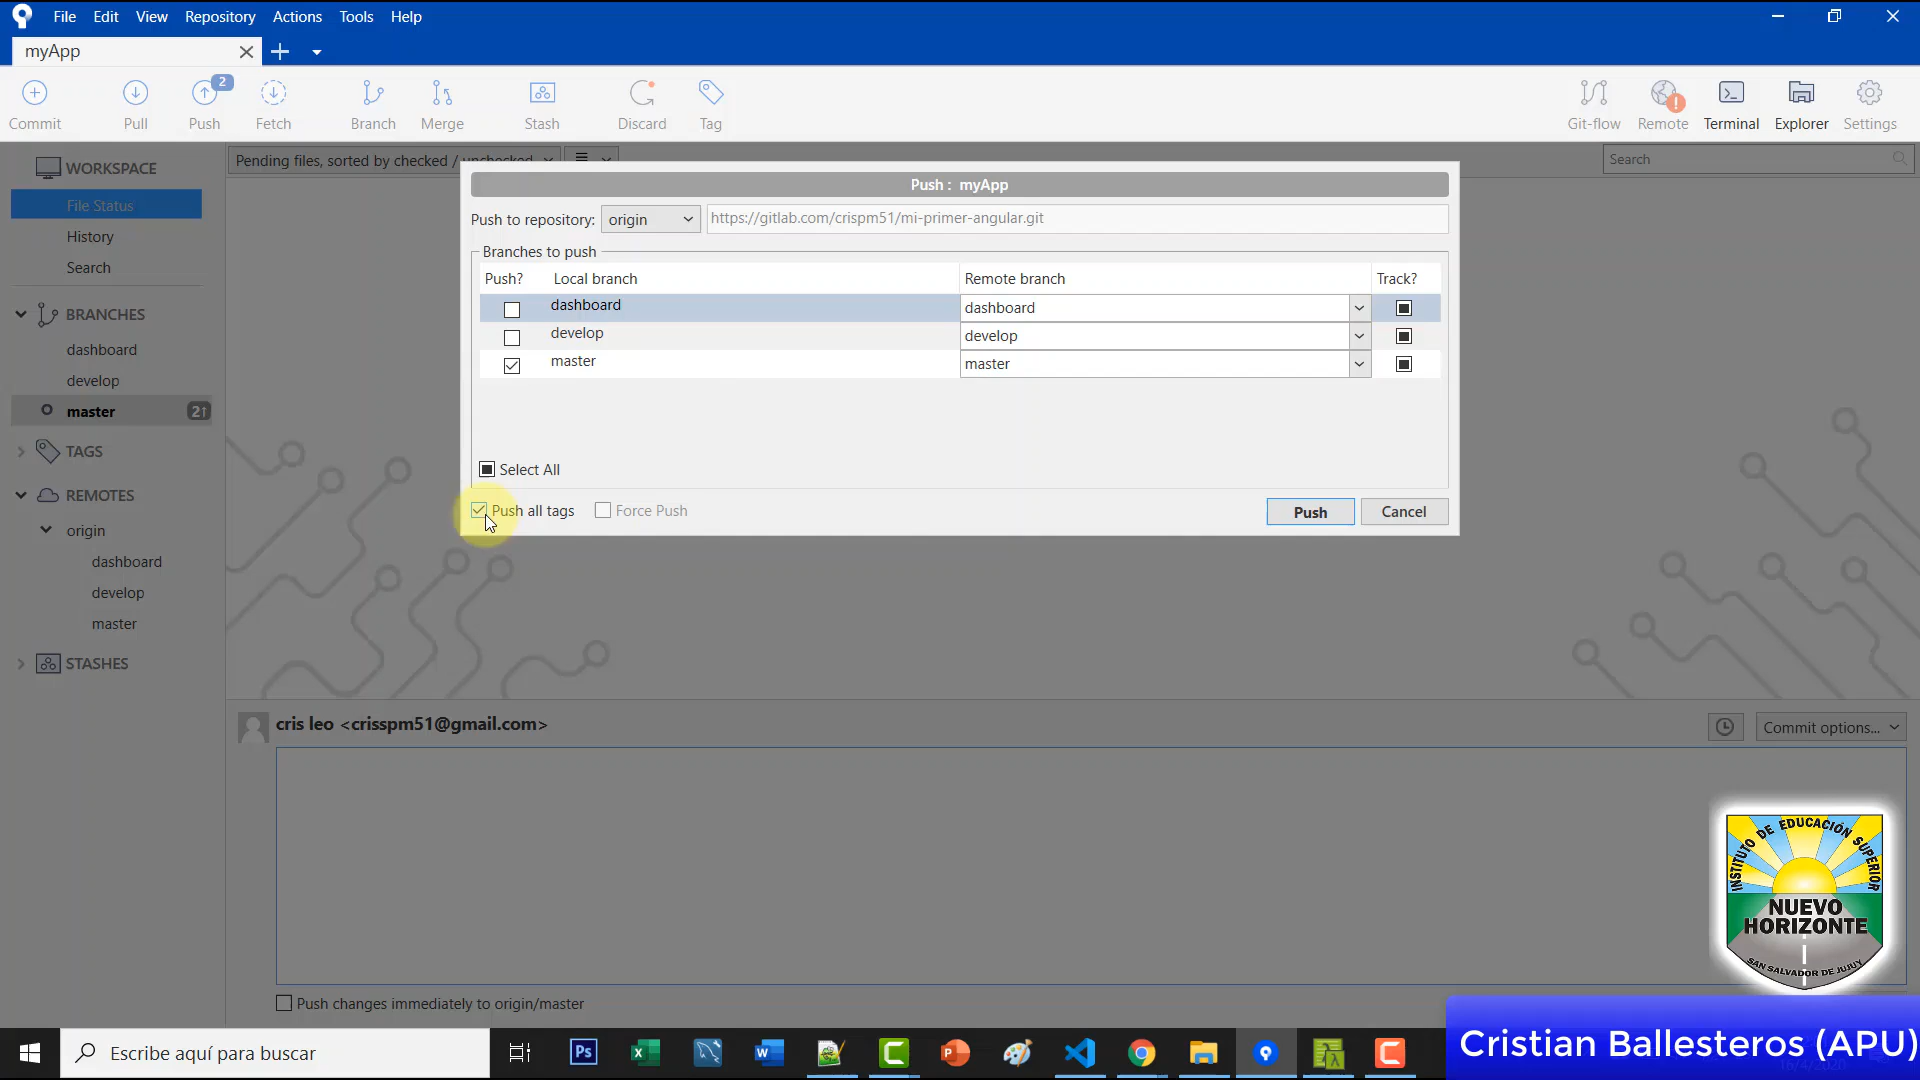 File Edit View Repository Actions Tools Help
myApp
2
Commit Pull Push Fetch Branch Merge Stash Discard Tag Git-flow Remote Terminal Explorer Settings
WORKSPACE
File Status
History
Search
BRANCHES
dashboard
develop
master 2↑
TAGS
REMOTES
origin
dashboard
develop
master
STASHES
Pending files, sorted by checked / unchecked
Search
Push : myApp
Push to repository: origin https://gitlab.com/crispm51/mi-primer-angular.git
Branches to push
Push? Local branch Remote branch Track?
dashboard dashboard
develop develop
master master
Select All
Push all tags Force Push Push Cancel
cris leo <crisspm51@gmail.com>
Commit options...
Push changes immediately to origin/master
INSTITUTO DE EDUCACIÓN SUPERIOR
NUEVO
HORIZONTE
SAN SALVADOR DE JUJUY
Escribe aquí para buscar
Ps
Cristian Ballesteros (APU)